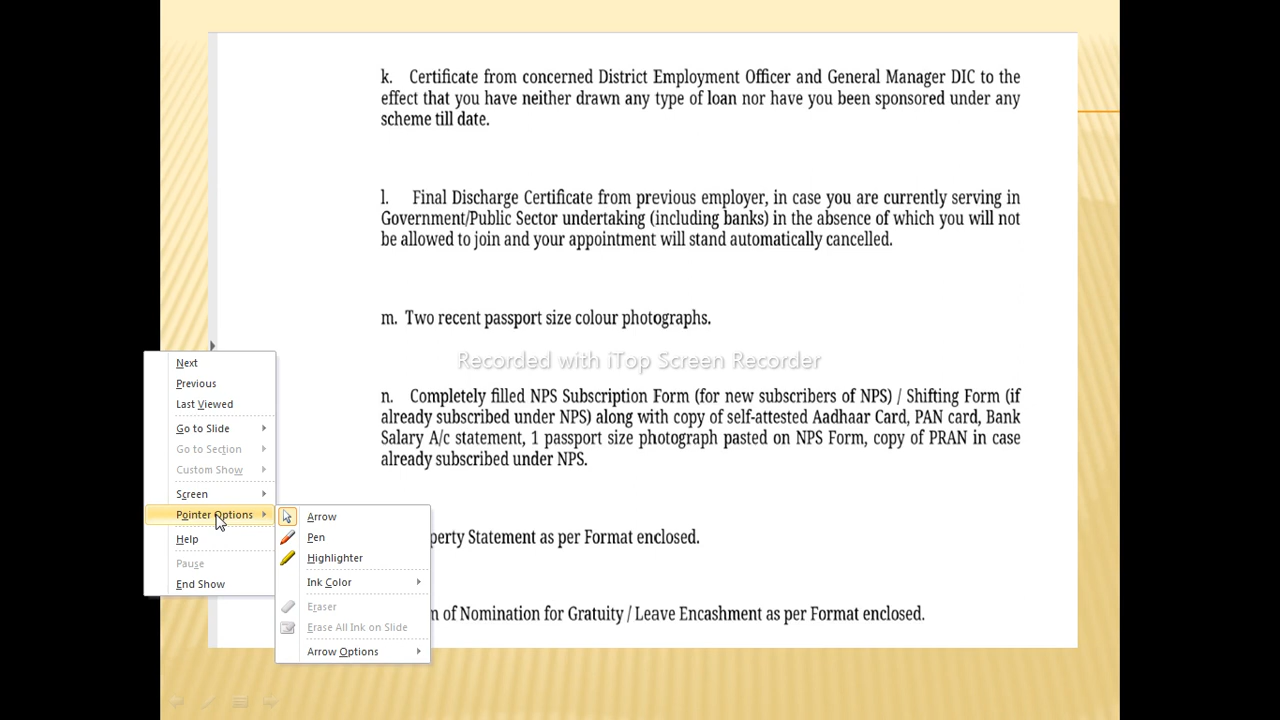 k. Certificate from concerned District Employment Officer and General Manager DIC to the
effect that you have neither drawn any type of loan nor have you been sponsored under any
scheme till date.
l. Final Discharge Certificate from previous employer, in case you are currently serving in
Government/Public Sector undertaking (including banks) in the absence of which you will not
be allowed to join and your appointment will stand automatically cancelled.
m. Two recent passport size colour photographs.
Recorded with iTop Screen Recorder
n. Completely filled NPS Subscription Form (for new subscribers of NPS) / Shifting Form (if
already subscribed under NPS) along with copy of self-attested Aadhaar Card, PAN card, Bank
Salary A/c statement, 1 passport size photograph pasted on NPS Form, copy of PRAN in case
already subscribed under NPS.
perty Statement as per Format enclosed.
of Nomination for Gratuity / Leave Encashment as per Format enclosed.
Next
Previous
Last Viewed
Go to Slide
Go to Section
Custom Show
Screen
Pointer Options
Help
Pause
End Show
Arrow
Pen
Highlighter
Ink Color
Eraser
Erase All Ink on Slide
Arrow Options